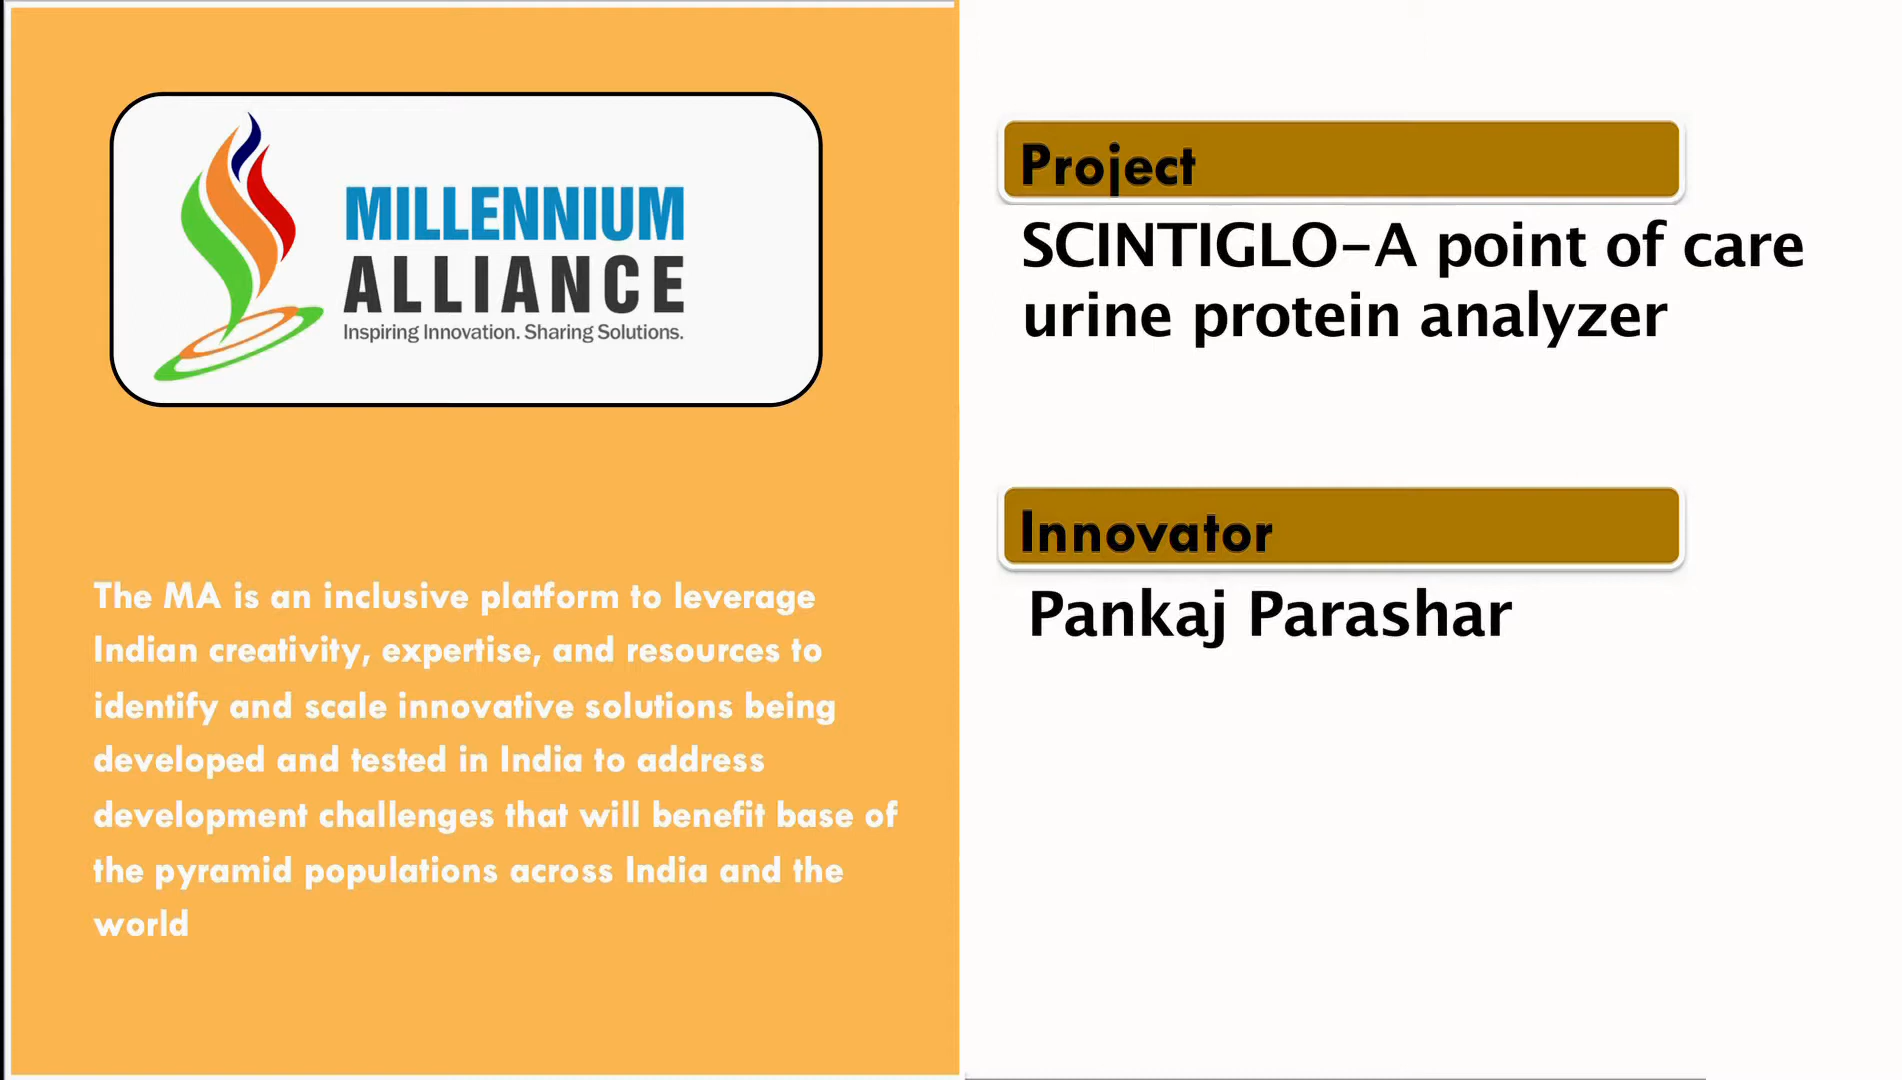 MILLENNIUM
ALLIANCE
Inspiring Innovation. Sharing Solutions.
The MA is an inclusive platform to leverage
Indian creativity, expertise, and resources to
identify and scale innovative solutions being
developed and tested in India to address
development challenges that will benefit base of
the pyramid populations across India and the
world
Project
SCINTIGLO-A point of care
urine protein analyzer
Innovator
Pankaj Parashar